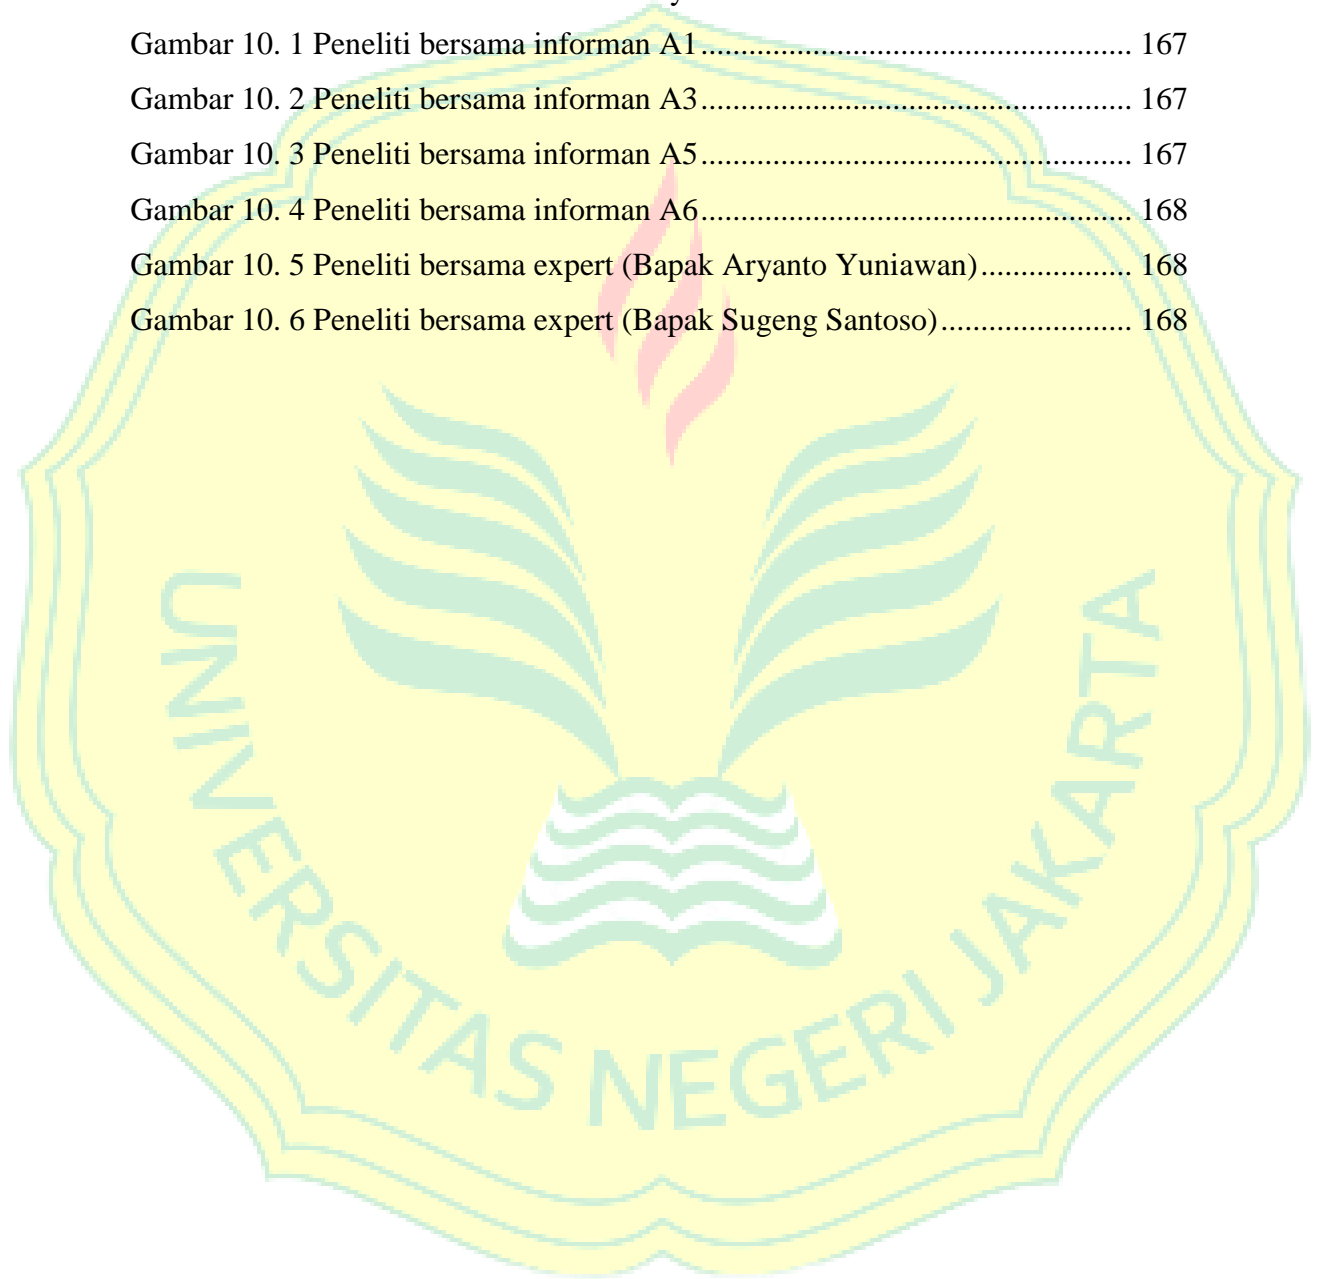 Gambar 10. 1 Peneliti bersama informan A1.................................................... 167
Gambar 10. 2 Peneliti bersama informan A3.................................................... 167
Gambar 10. 3 Peneliti bersama informan A5.................................................... 167
Gambar 10. 4 Peneliti bersama informan A6.................................................... 168
Gambar 10. 5 Peneliti bersama expert (Bapak Aryanto Yuniawan).................. 168
Gambar 10. 6 Peneliti bersama expert (Bapak Sugeng Santoso)....................... 168
UNIVERSITAS NEGERI JAKARTA